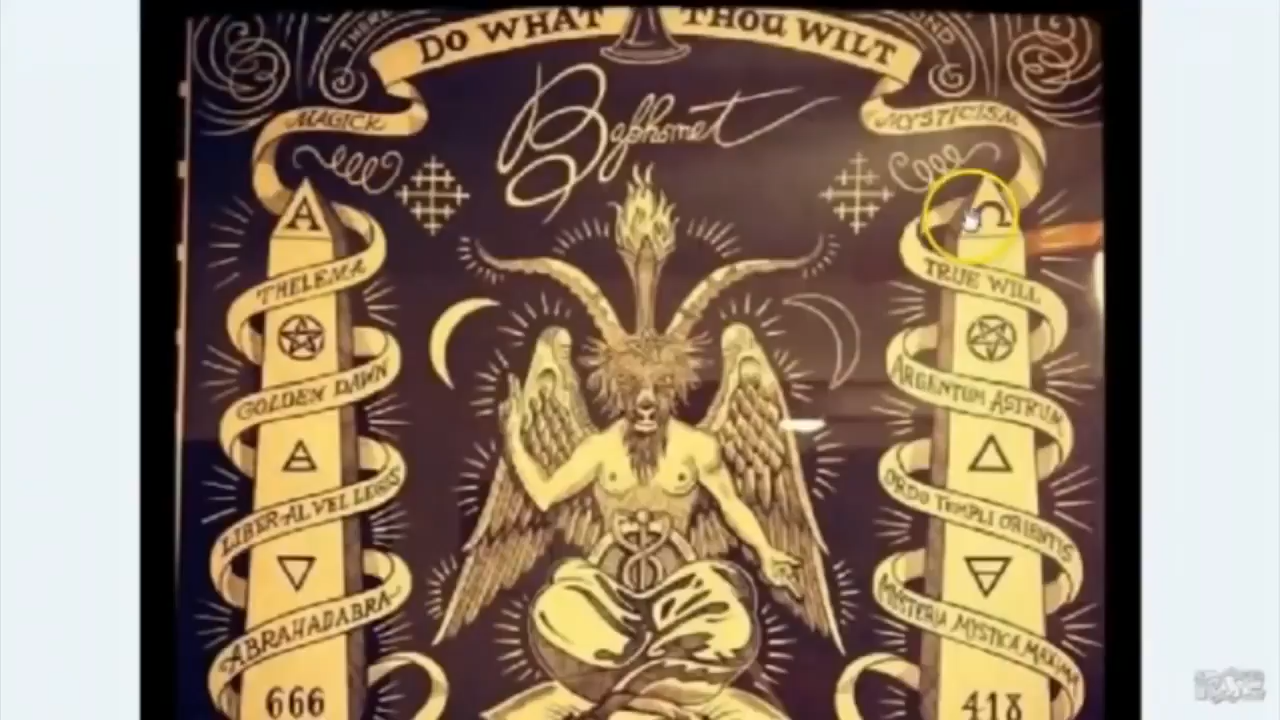 DO WHAT THOU WILT
MAGICK
MYSTICISM
Baphomet
A
Ω
THELEMA
TRUE WILL
GOLDEN DAWN
ARGENTUM ASTRUM
LIBER AL VEL LEGIS
ORDO TEMPLI ORIENTIS
ABRAHADABRA
MYSTERIA MYSTICA MAXIMA
666
418